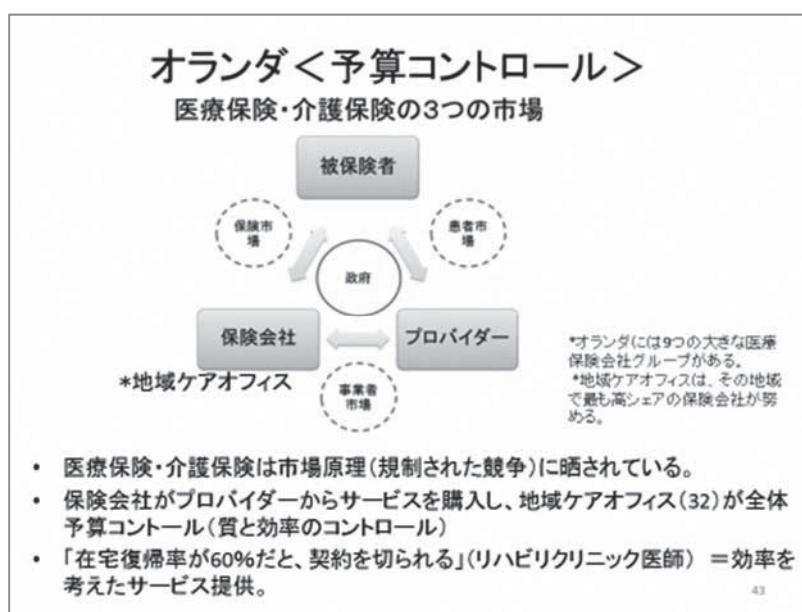 オランダ＜予算コントロール＞
医療保険・介護保険の3つの市場
被保険者
保険市
場
患者市
場
政府
保険会社
プロバイダー
*地域ケアオフィス
事業者
市場
*オランダには9つの大きな医療
保険会社グループがある。
*地域ケアオフィスは、その地域
で最も高シェアの保険会社が努
める。
• 医療保険・介護保険は市場原理（規制された競争）に晒されている。
• 保険会社がプロバイダーからサービスを購入し、地域ケアオフィス（32）が全体
予算コントール（質と効率のコントロール）
• 「在宅復帰率が60%だと、契約を切られる」（リハビリクリニック医師） ＝効率を
考えたサービス提供。
43